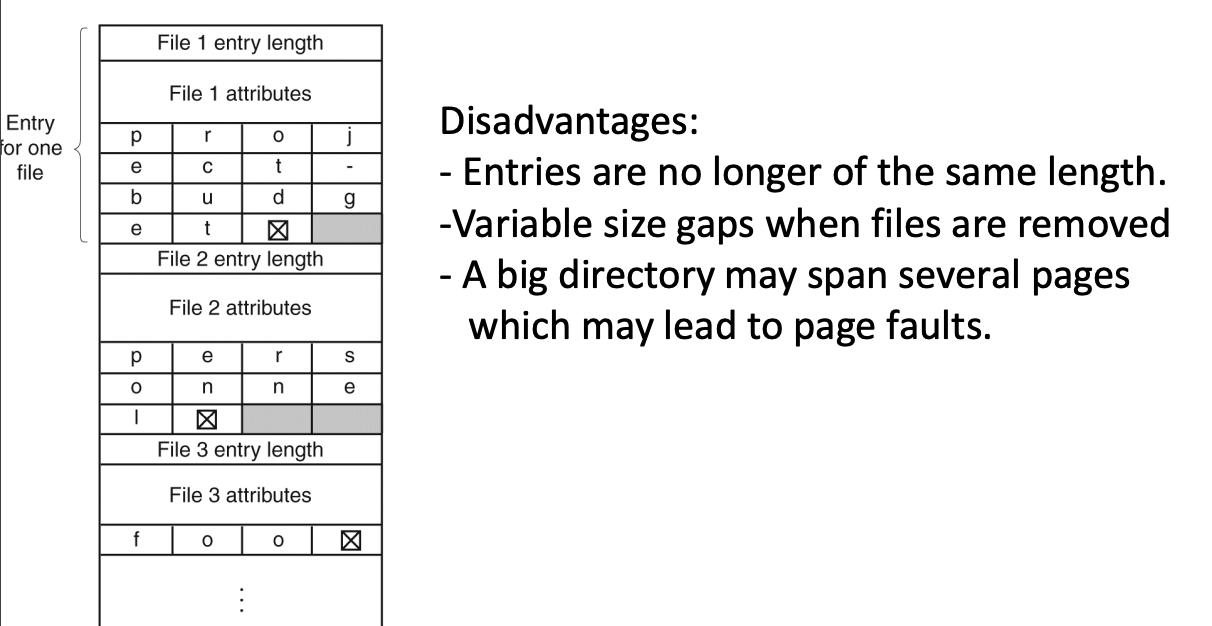 File 1 entry length
File 1 attributes
Entry
for one
file
p r o j
e c t -
b u d g
e t
File 2 entry length
File 2 attributes
p e r s
o n n e
l
File 3 entry length
File 3 attributes
f o o
⋮
Disadvantages:
- Entries are no longer of the same length.
-Variable size gaps when files are removed
- A big directory may span several pages
which may lead to page faults.